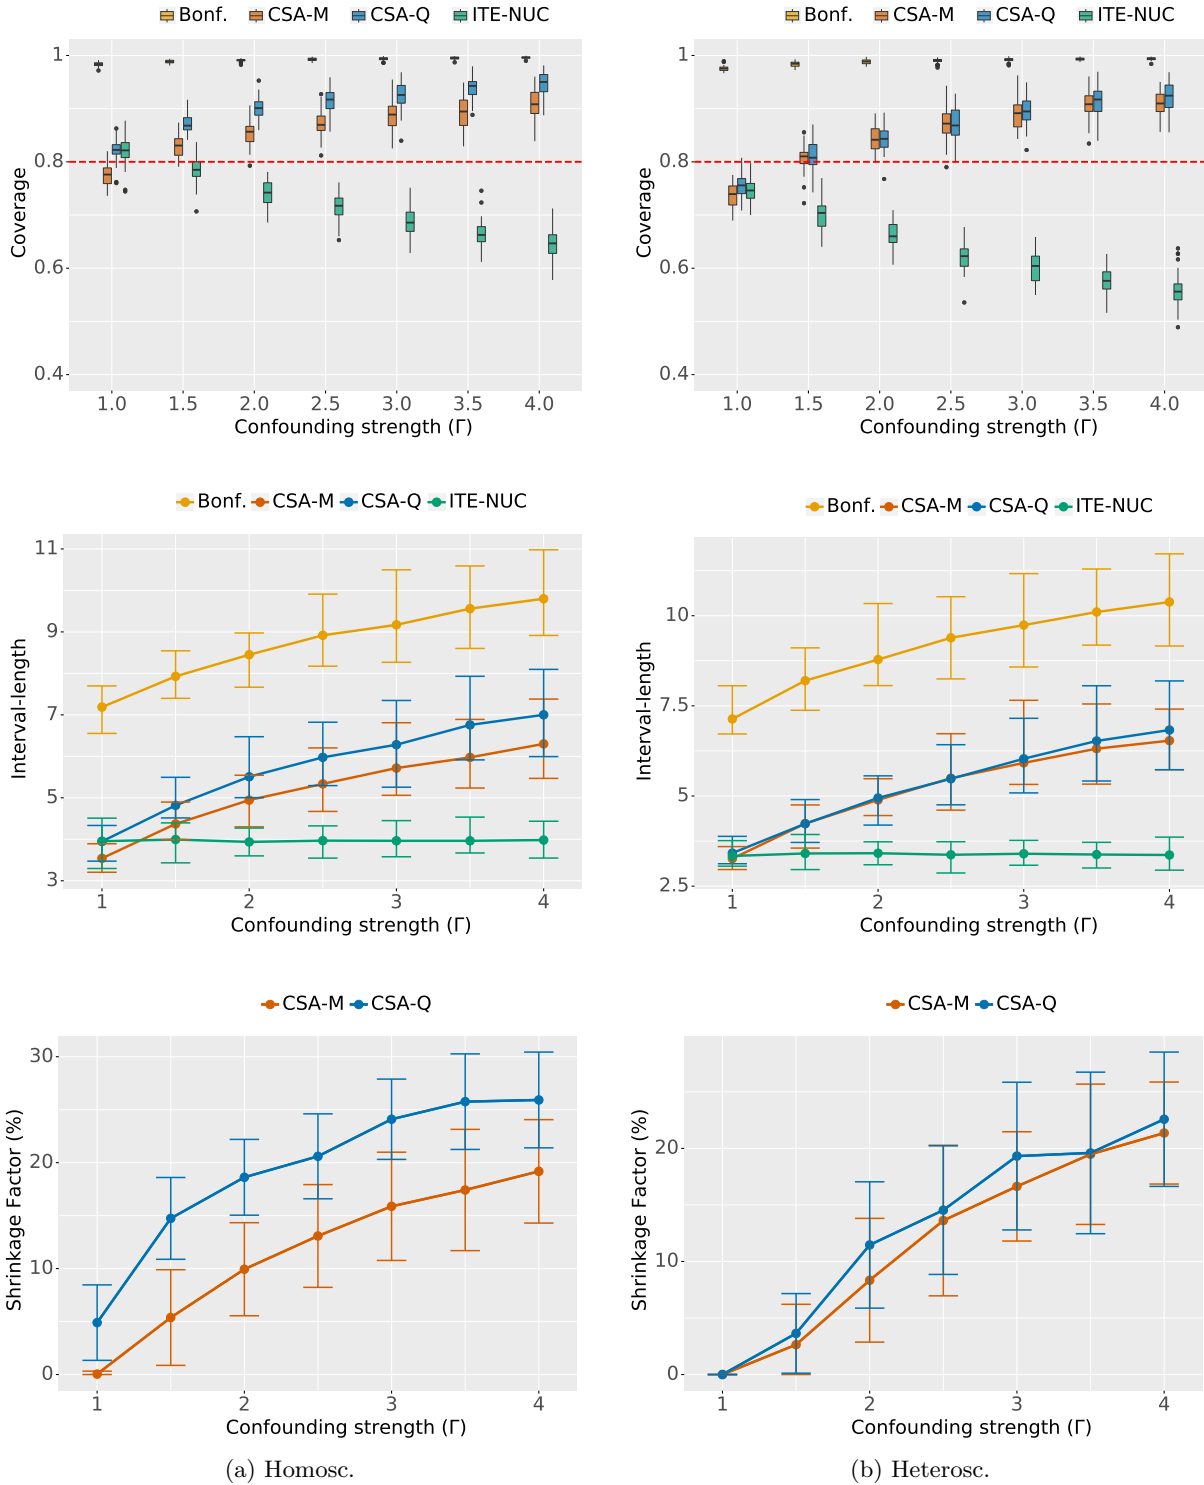 Bonf. CSA-M CSA-Q ITE-NUC
1
0.8
0.6
0.4
Coverage
1.0 1.5 2.0 2.5 3.0 3.5 4.0
Confounding strength (Γ)
Bonf. CSA-M CSA-Q ITE-NUC
1
0.8
0.6
0.4
Coverage
1.0 1.5 2.0 2.5 3.0 3.5 4.0
Confounding strength (Γ)
Bonf. CSA-M CSA-Q ITE-NUC
11
9
7
5
3
Interval-length
1 2 3 4
Confounding strength (Γ)
Bonf. CSA-M CSA-Q ITE-NUC
10
7.5
5
2.5
Interval-length
1 2 3 4
Confounding strength (Γ)
CSA-M CSA-Q
30
20
10
0
Shrinkage Factor (%)
1 2 3 4
Confounding strength (Γ)
CSA-M CSA-Q
20
10
0
Shrinkage Factor (%)
1 2 3 4
Confounding strength (Γ)
(a) Homosc.
(b) Heterosc.